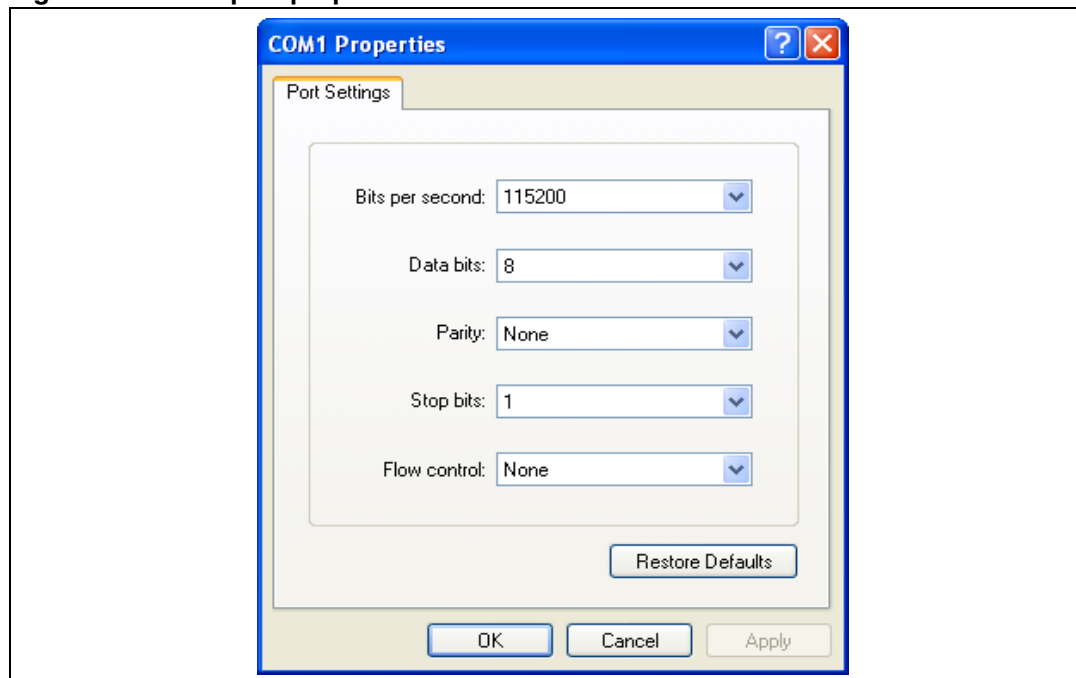 COM1 Properties ?
Port Settings
Bits per second: 115200
Data bits: 8
Parity: None
Stop bits: 1
Flow control: None
Restore Defaults
OK Cancel Apply